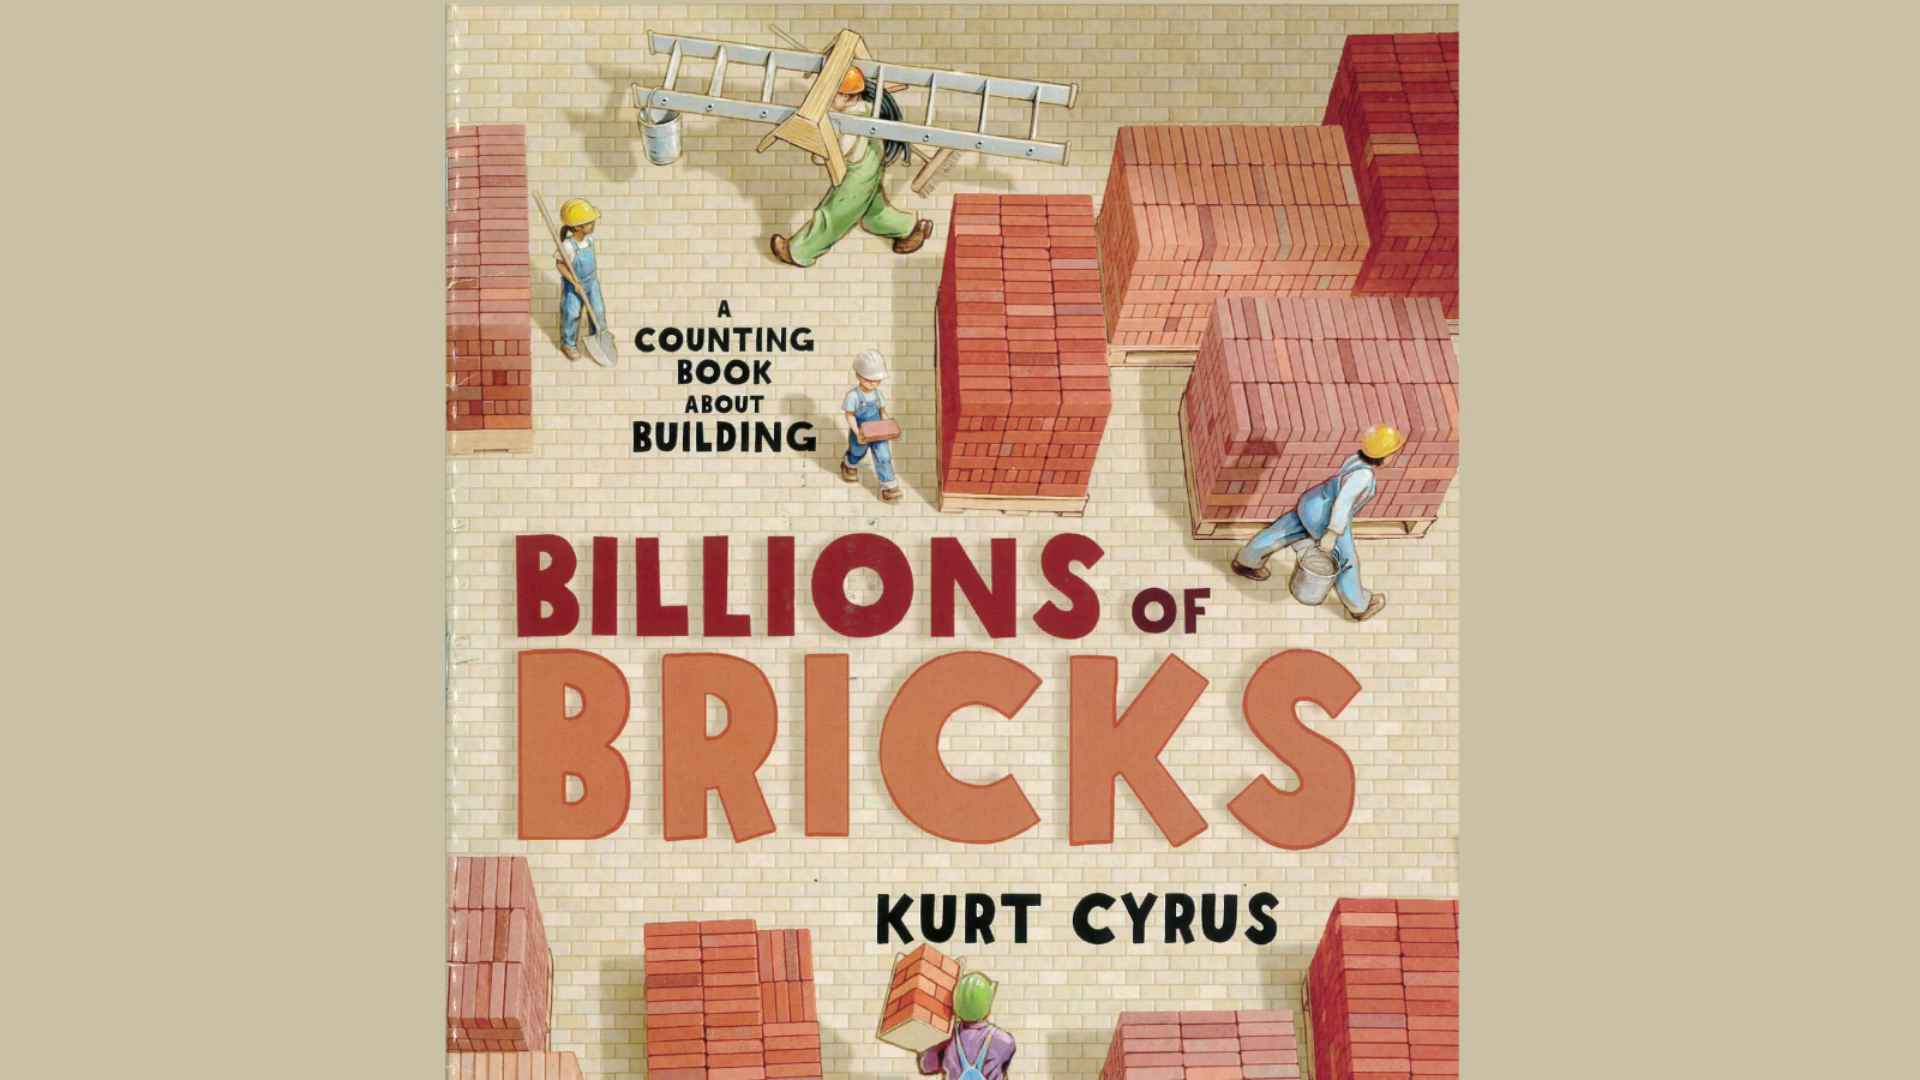 A
COUNTING
BOOK
ABOUT
BUILDING
BILLIONS OF
BRICKS
KURT CYRUS